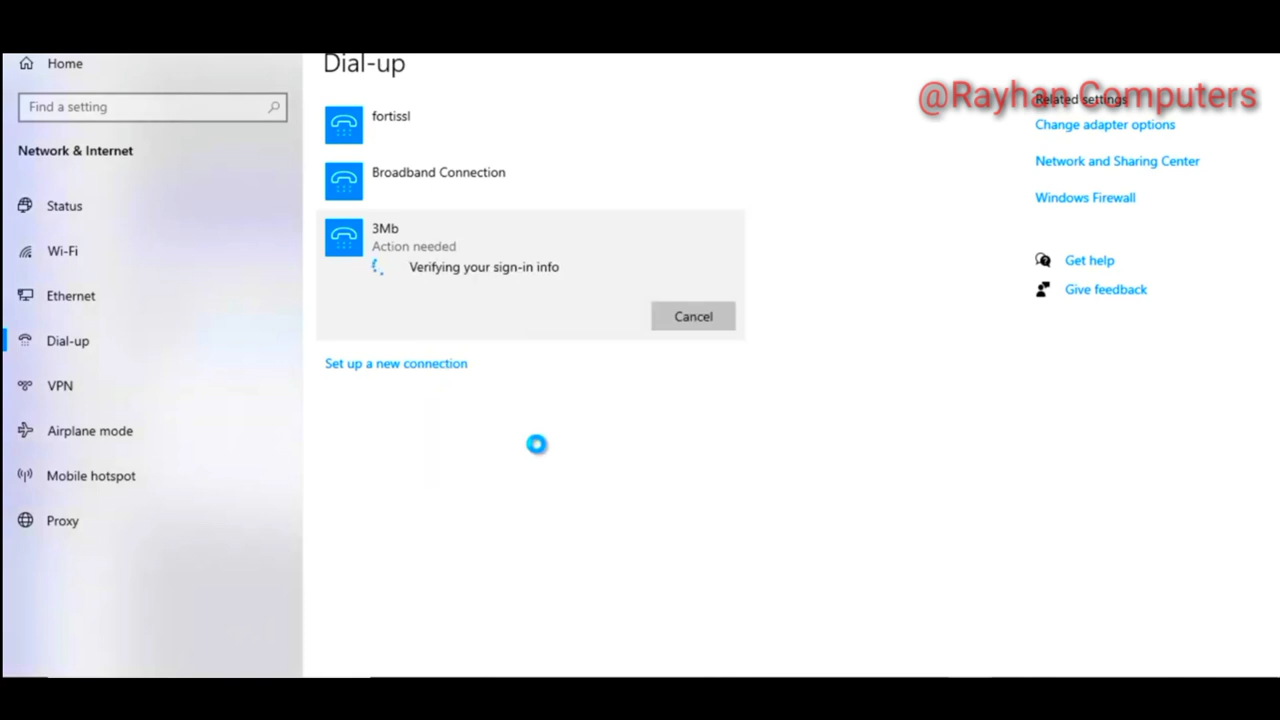 Home
Find a setting
Network & Internet
Status
Wi-Fi
Ethernet
Dial-up
VPN
Airplane mode
Mobile hotspot
Proxy
Dial-up
fortissl
Broadband Connection
3Mb
Action needed
Verifying your sign-in info
Cancel
Set up a new connection
@Rayhan Computers
Related settings
Change adapter options
Network and Sharing Center
Windows Firewall
Get help
Give feedback